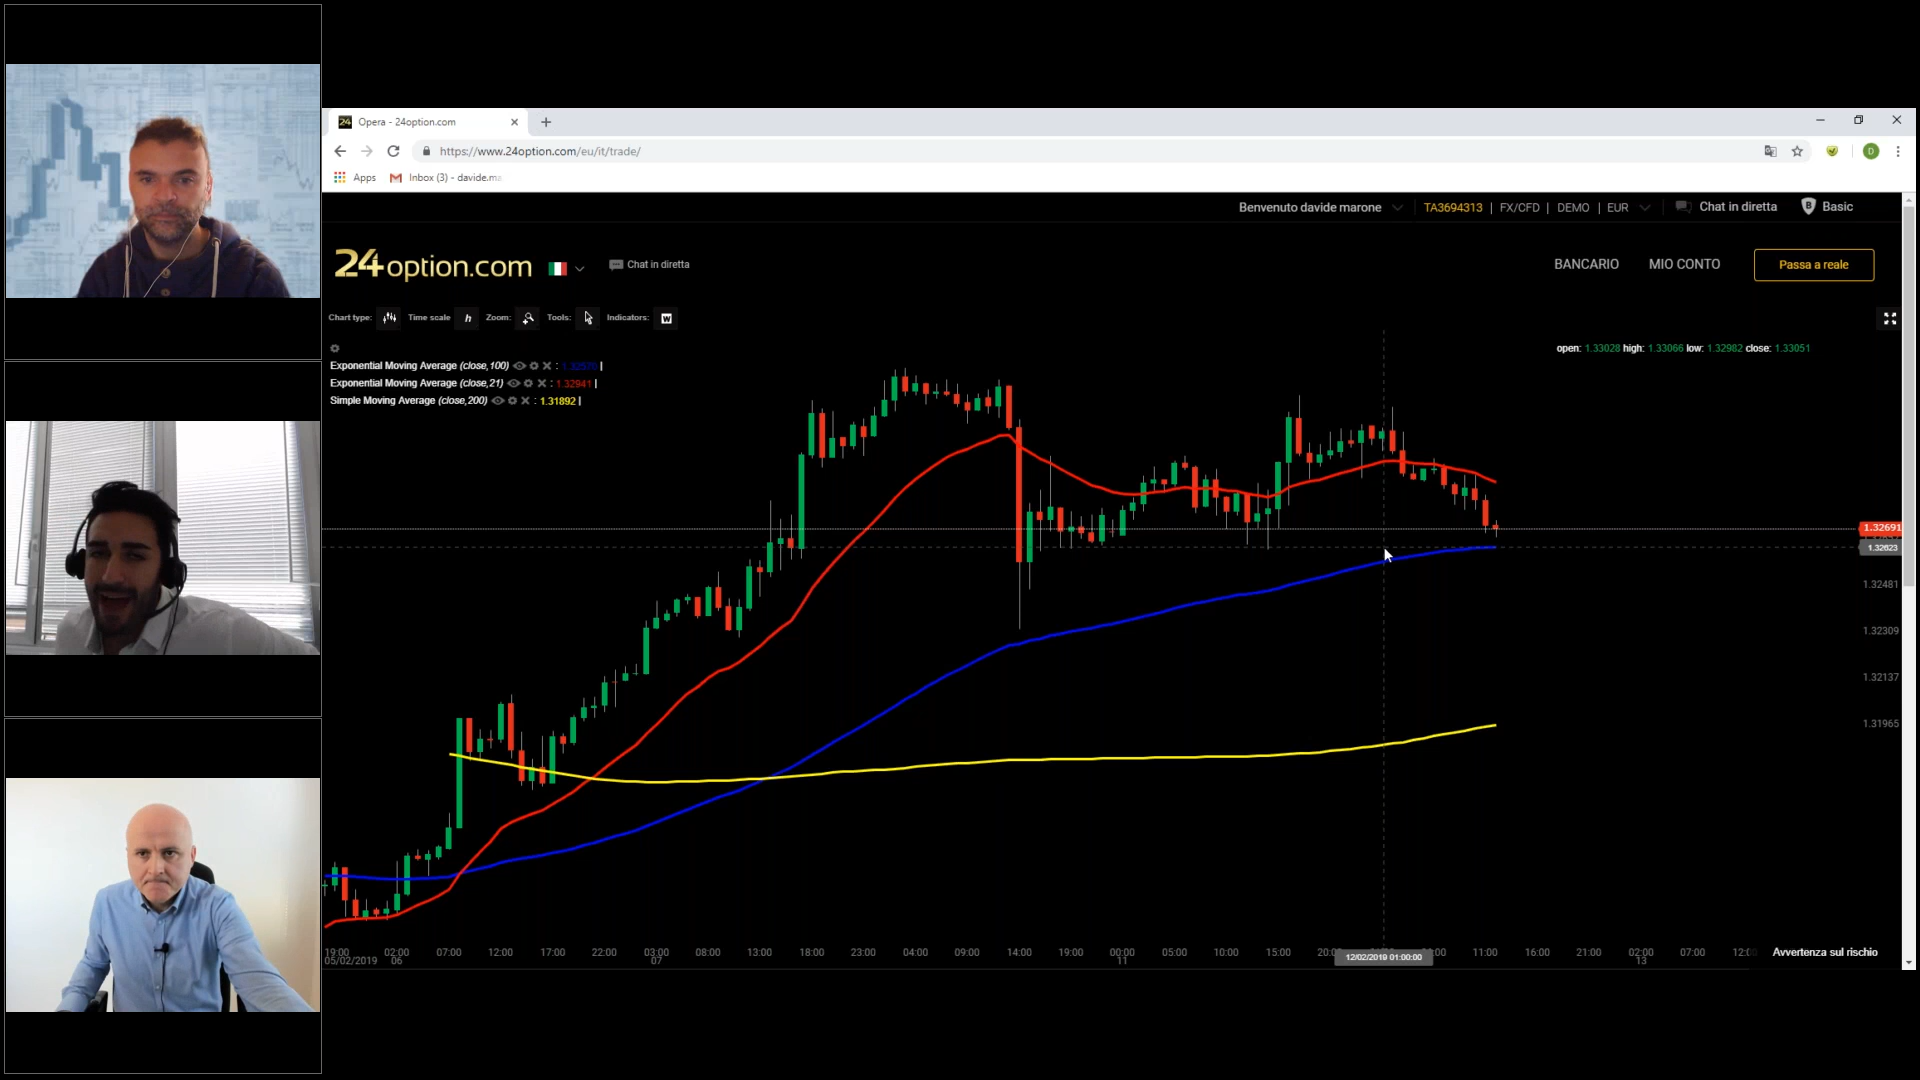 Opera - 24option.com
https://www.24option.com/eu/it/trade/
Apps
Inbox (3) - davide.ma
D
Benvenuto davide marone
TA3694313 | FX/CFD | DEMO | EUR
Chat in diretta
B
Basic
24option.com
Chat in diretta
BANCARIO
MIO CONTO
Passa a reale
Chart type:
Time scale
h
Zoom:
Tools:
Indicators:
W
open: 1.33028 high: 1.33066 low: 1.32982 close: 1.33051
Exponential Moving Average (close,100) :
Exponential Moving Average (close,21) : 1.32941 |
Simple Moving Average (close,200) : 1.31892 |
1.32691
1.32623
1.32481
1.32309
1.32137
1.31965
19:00 02:00 07:00 12:00 17:00 22:00 03:00 08:00 13:00 18:00 23:00 04:00 09:00 14:00 19:00 00:00 05:00 10:00 15:00 20:00 11:00 16:00 21:00 02:00 07:00 12:00
05/02/2019 06 07 11 13
12/02/2019 01:00:00
Avvertenza sul rischio